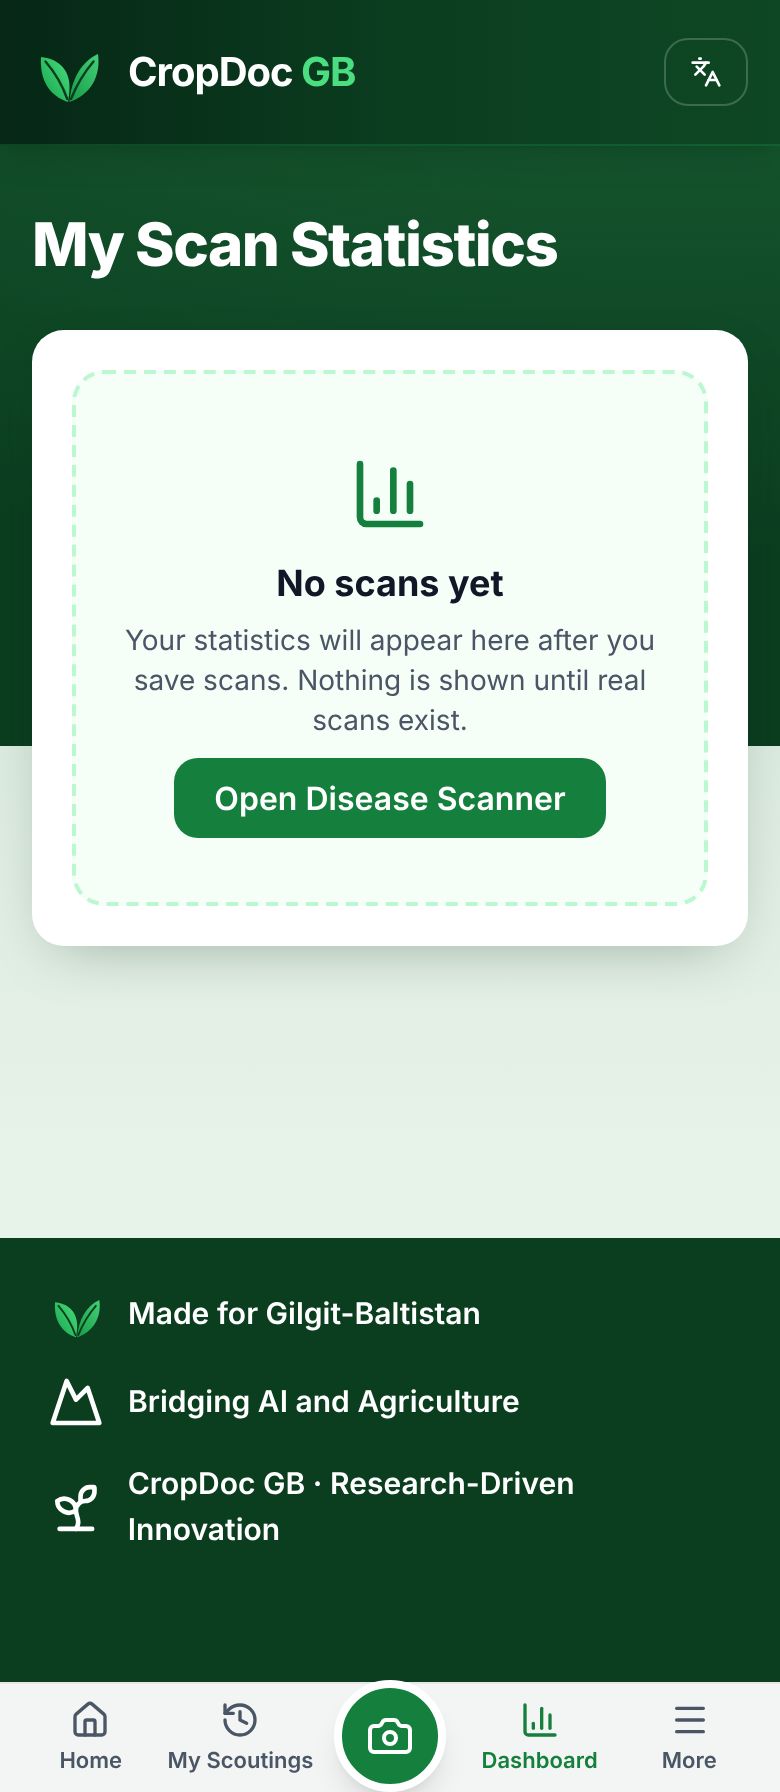 CropDoc GB
My Scan Statistics
No scans yet
Your statistics will appear here after you
save scans. Nothing is shown until real
scans exist.
Open Disease Scanner
Made for Gilgit-Baltistan
Bridging AI and Agriculture
CropDoc GB · Research-Driven
Innovation
Home
My Scoutings
Dashboard
More